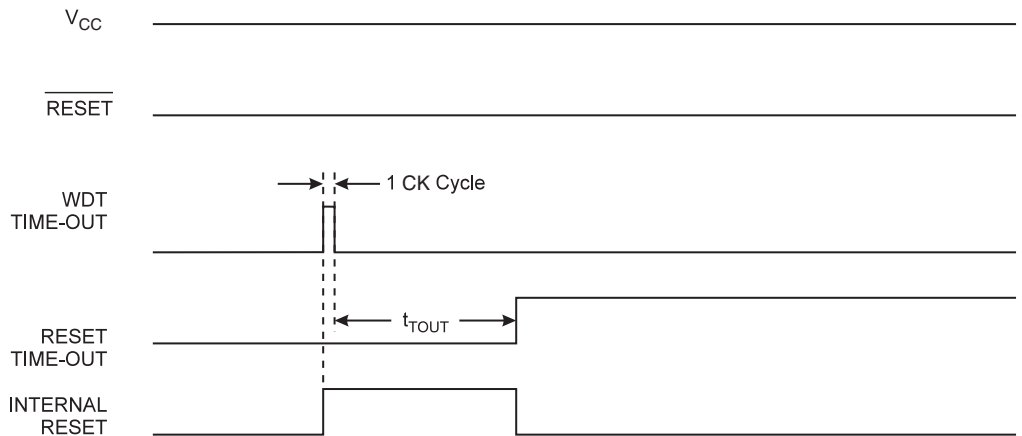 VCC
RESET
1 CK Cycle
WDT
TIME-OUT
tTOUT
RESET
TIME-OUT
INTERNAL
RESET